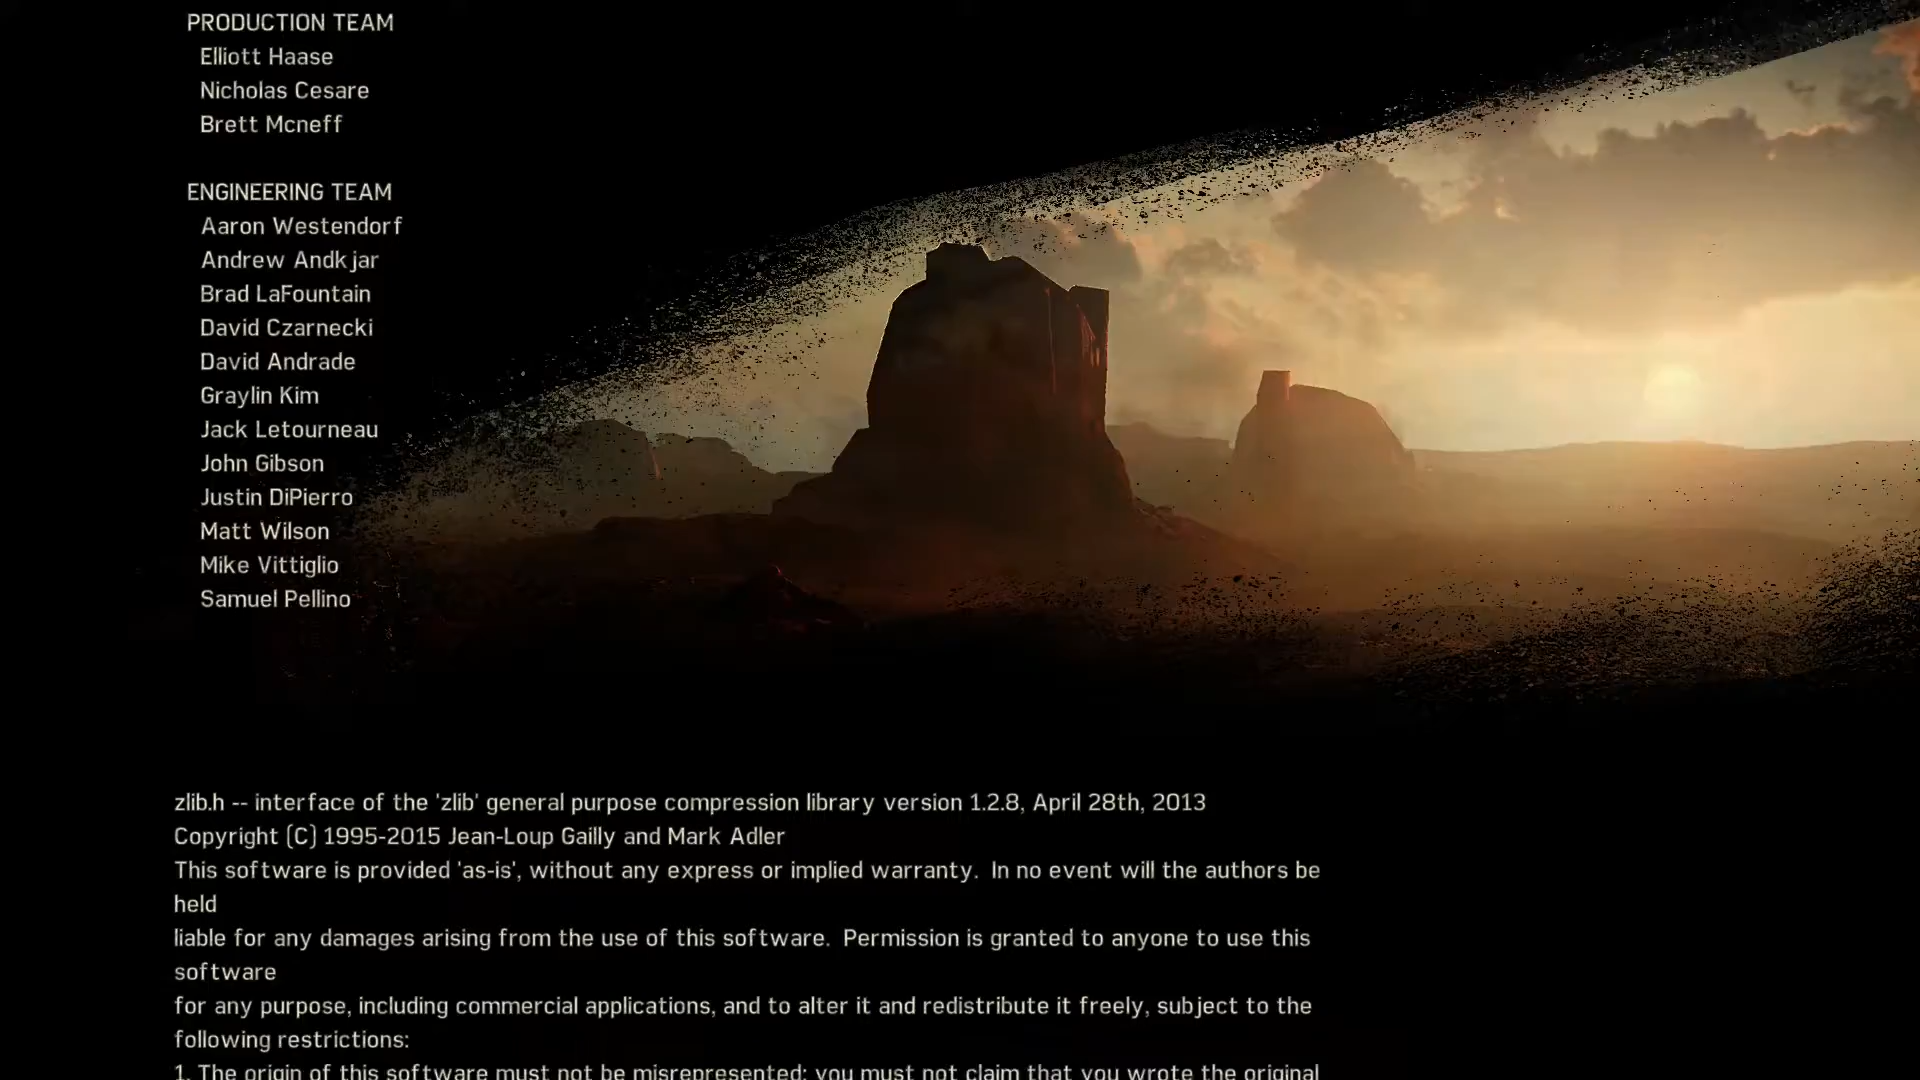 PRODUCTION TEAM
Elliott Haase
Nicholas Cesare
Brett Mcneff
ENGINEERING TEAM
Aaron Westendorf
Andrew Andkjar
Brad LaFountain
David Czarnecki
David Andrade
Graylin Kim
Jack Letourneau
John Gibson
Justin DiPierro
Matt Wilson
Mike Vittiglio
Samuel Pellino
zlib.h -- interface of the 'zlib' general purpose compression library version 1.2.8, April 28th, 2013
Copyright (C) 1995-2015 Jean-Loup Gailly and Mark Adler
This software is provided 'as-is', without any express or implied warranty.  In no event will the authors be
held
liable for any damages arising from the use of this software.  Permission is granted to anyone to use this
software
for any purpose, including commercial applications, and to alter it and redistribute it freely, subject to the
following restrictions:
1. The origin of this software must not be misrepresented; you must not claim that you wrote the original